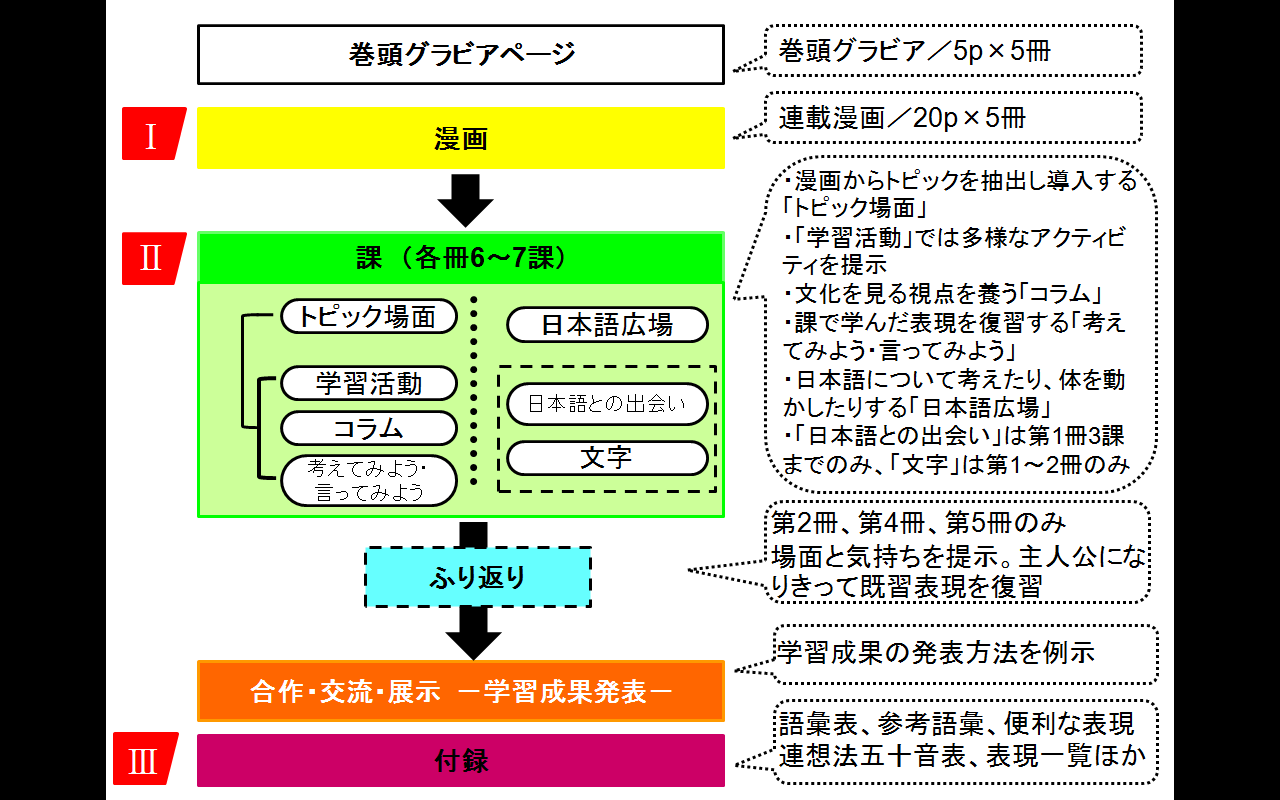 巻頭グラビアページ
巻頭グラビア／5p×5冊
Ⅰ
漫画
連載漫画／20p×5冊
Ⅱ
課 （各冊6～7課）
トピック場面
学習活動
コラム
考えてみよう・
言ってみよう
日本語広場
日本語との出会い
文字
・漫画からトピックを抽出し導入する
「トピック場面」
・「学習活動」では多様なアクティビ
ティを提示
・文化を見る視点を養う「コラム」
・課で学んだ表現を復習する「考え
てみよう・言ってみよう」
・日本語について考えたり、体を動
かしたりする「日本語広場」
・「日本語との出会い」は第1冊3課
までのみ、「文字」は第1～2冊のみ
ふり返り
第2冊、第4冊、第5冊のみ
場面と気持ちを提示。主人公にな
りきって既習表現を復習
合作・交流・展示 －学習成果発表－
学習成果の発表方法を例示
Ⅲ
付録
語彙表、参考語彙、便利な表現
連想法五十音表、表現一覧ほか